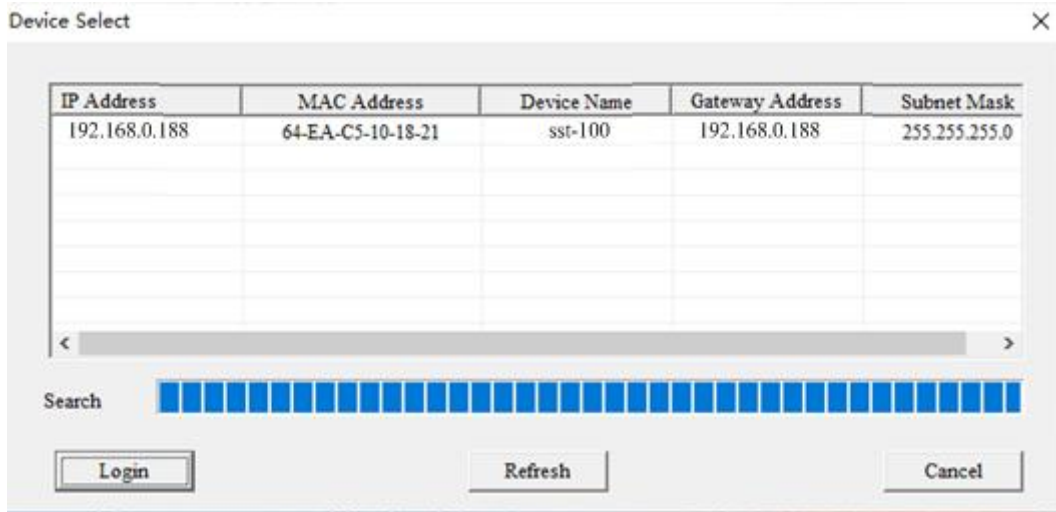 Device Select
IP Address MAC Address Device Name Gateway Address Subnet Mask
192.168.0.188 64-EA-C5-10-18-21 sst-100 192.168.0.188 255.255.255.0
Search
Login Refresh Cancel